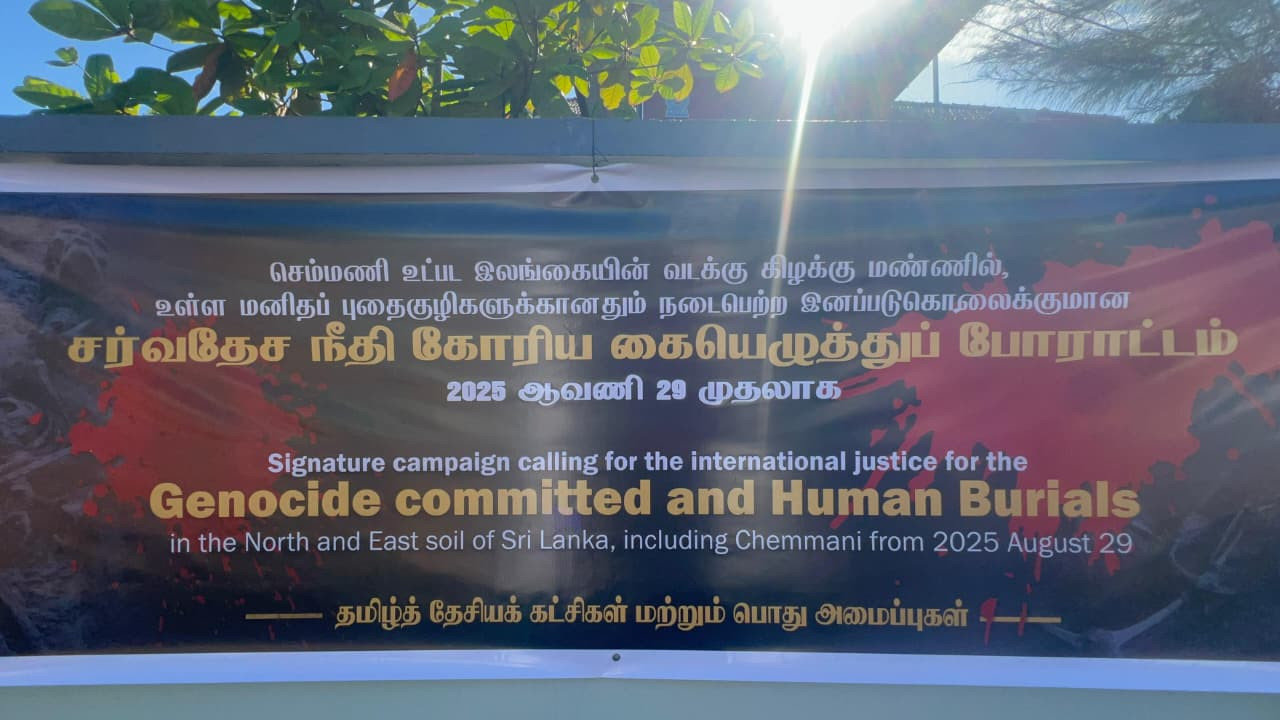 செம்மணி உட்பட இலங்கையின் வடக்கு கிழக்கு மண்ணில்,
உள்ள மனிதப் புதைகுழிகளுக்கானதும் நடைபெற்ற இனப்படுகொலைக்குமான
சர்வதேச நீதி கோரிய கையெழுத்துப் போராட்டம்
2025 ஆவணி 29 முதலாக
Signature campaign calling for the international justice for the
Genocide committed and Human Burials
in the North and East soil of Sri Lanka, including Chemmani from 2025 August 29
தமிழ்த் தேசியக் கட்சிகள் மற்றும் பொது அமைப்புகள்